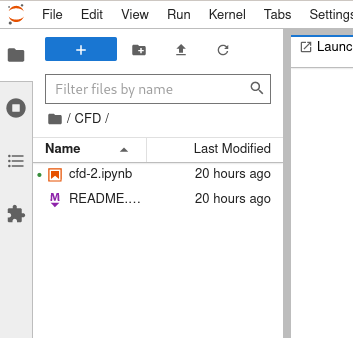 File Edit View Run Kernel Tabs Settings
+
Launc
Filter files by name
/ CFD /
Name Last Modified
cfd-2.ipynb 20 hours ago
M README.... 20 hours ago